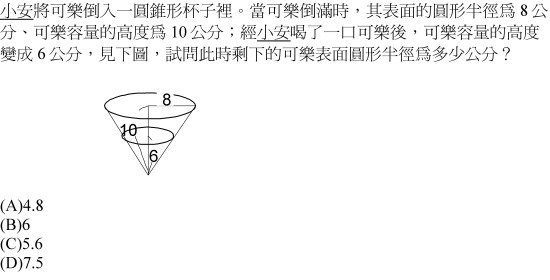 小安將可樂倒入一圓錐形杯子裡。當可樂倒滿時，其表面的圓形半徑為 8 公
分、可樂容量的高度為 10 公分；經小安喝了一口可樂後，可樂容量的高度
變成 6 公分，見下圖，試問此時剩下的可樂表面圓形半徑為多少公分？
8
10
6
(A)4.8
(B)6
(C)5.6
(D)7.5